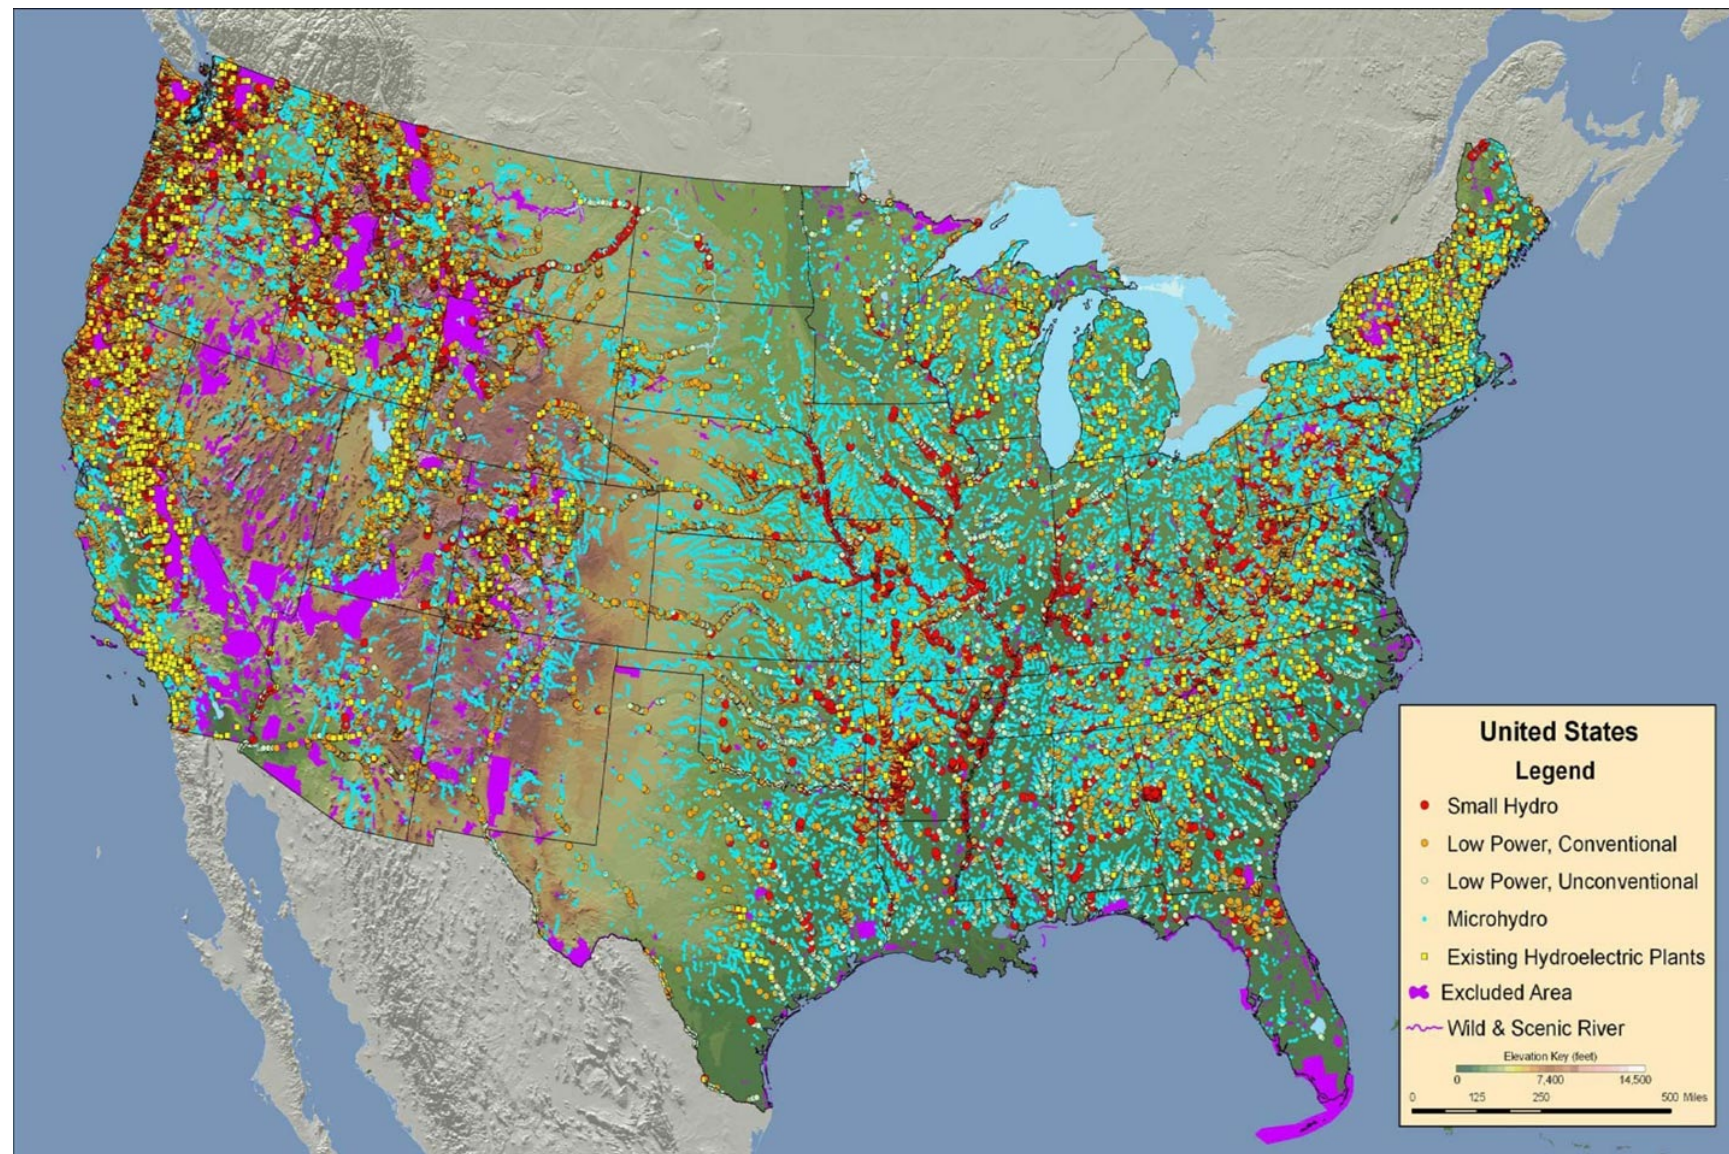 United States
Legend
Small Hydro
Low Power, Conventional
Low Power, Unconventional
Microhydro
Existing Hydroelectric Plants
Excluded Area
Wild & Scenic River
Elevation Key (feet)
0 7,400 14,500
0 125 250 500 Miles